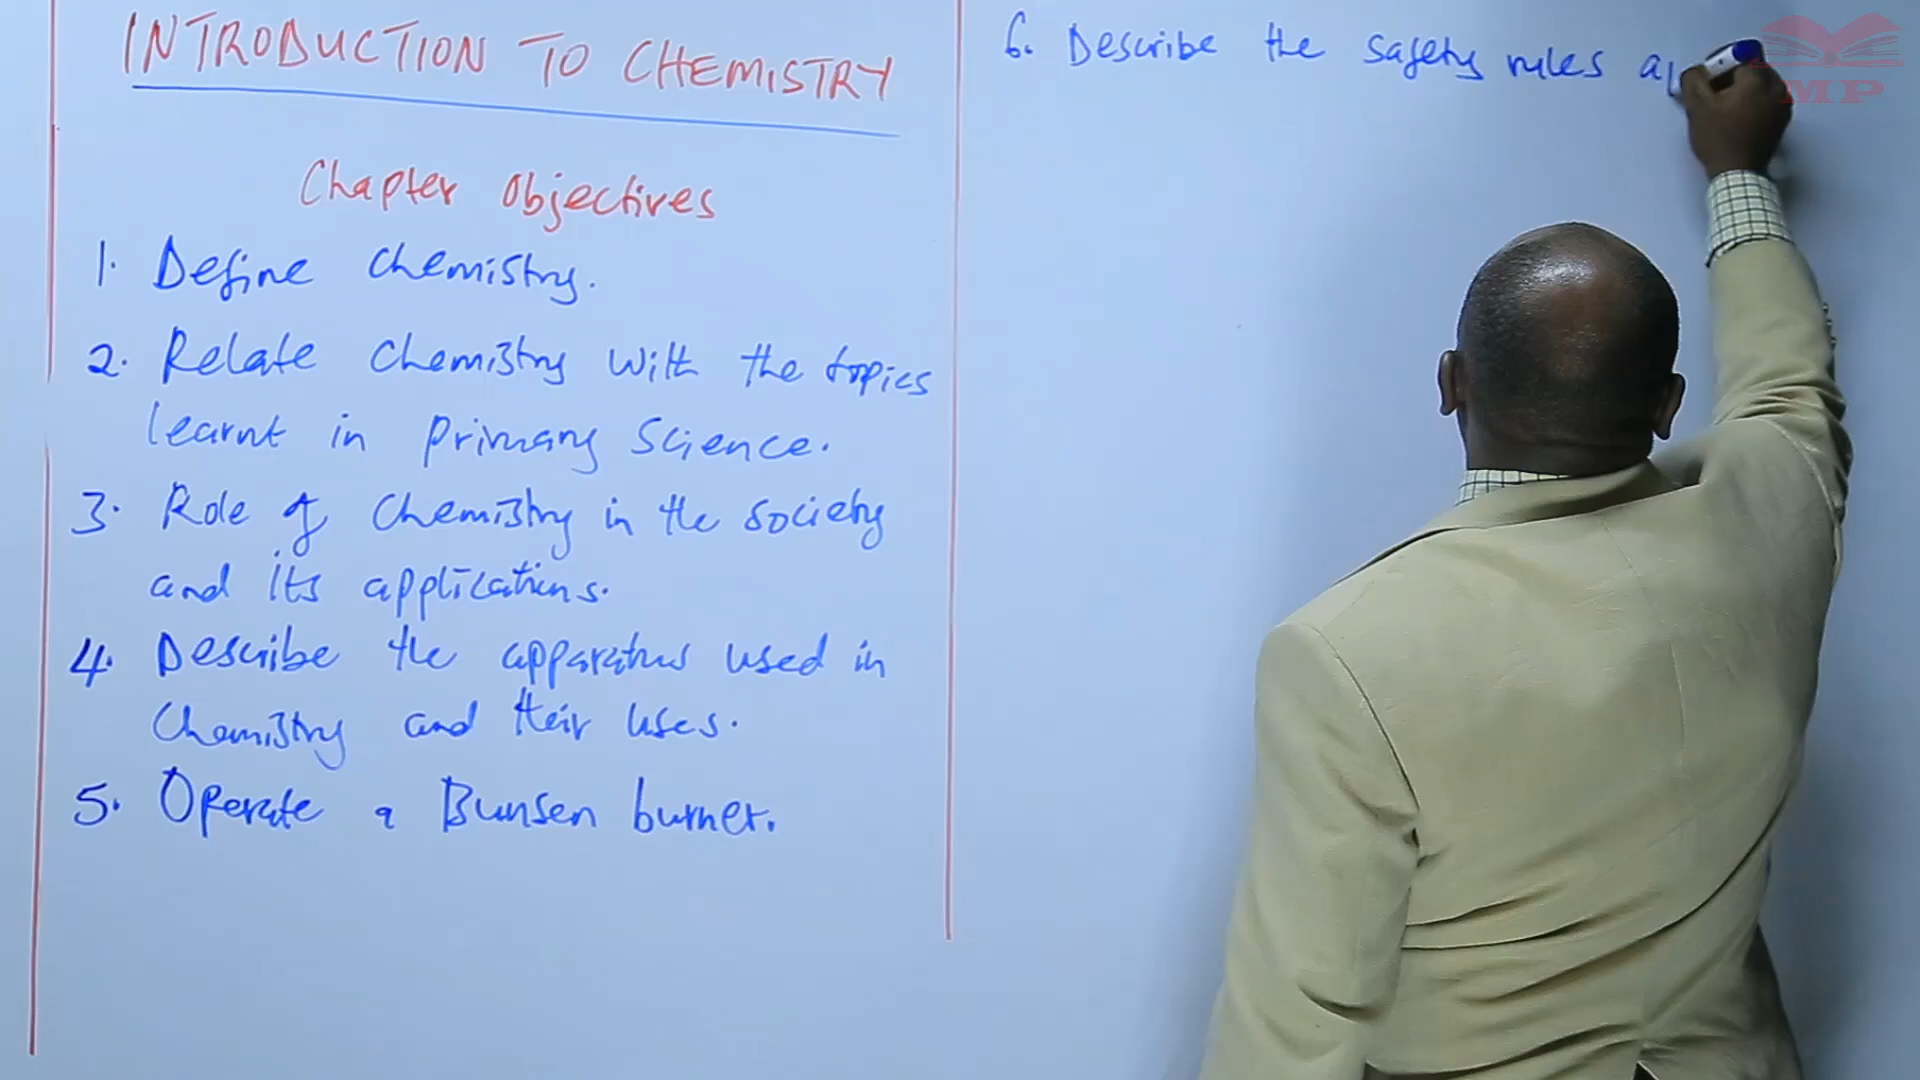 INTRODUCTION TO CHEMISTRY
Chapter Objectives
1. Define Chemistry.
2. Relate Chemistry with the topics
learnt in primary science.
3. Role of Chemistry in the society
and its applications.
4. Describe the apparatus used in
Chemistry and their uses.
5. Operate a Bunsen burner.
6. Describe the safety rules
MP